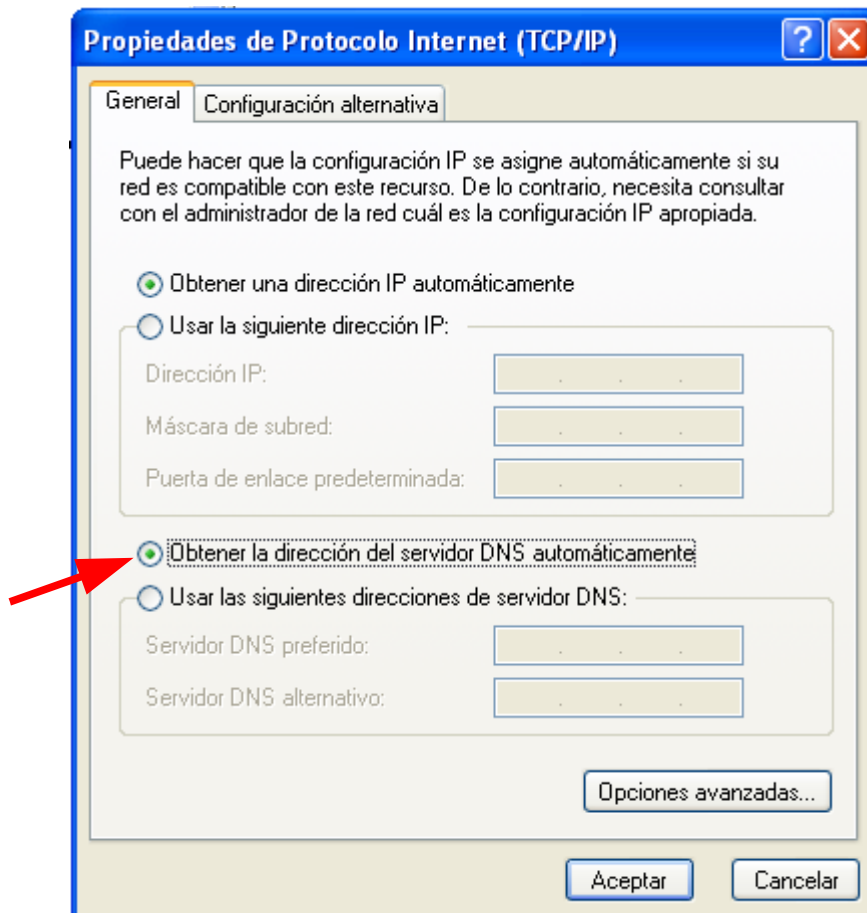 Propiedades de Protocolo Internet (TCP/IP)
General
Configuración alternativa
Puede hacer que la configuración IP se asigne automáticamente si su
red es compatible con este recurso. De lo contrario, necesita consultar
con el administrador de la red cuál es la configuración IP apropiada.
Obtener una dirección IP automáticamente
Usar la siguiente dirección IP:
Dirección IP:
Máscara de subred:
Puerta de enlace predeterminada:
Obtener la dirección del servidor DNS automáticamente
Usar las siguientes direcciones de servidor DNS:
Servidor DNS preferido:
Servidor DNS alternativo:
Opciones avanzadas...
Aceptar
Cancelar